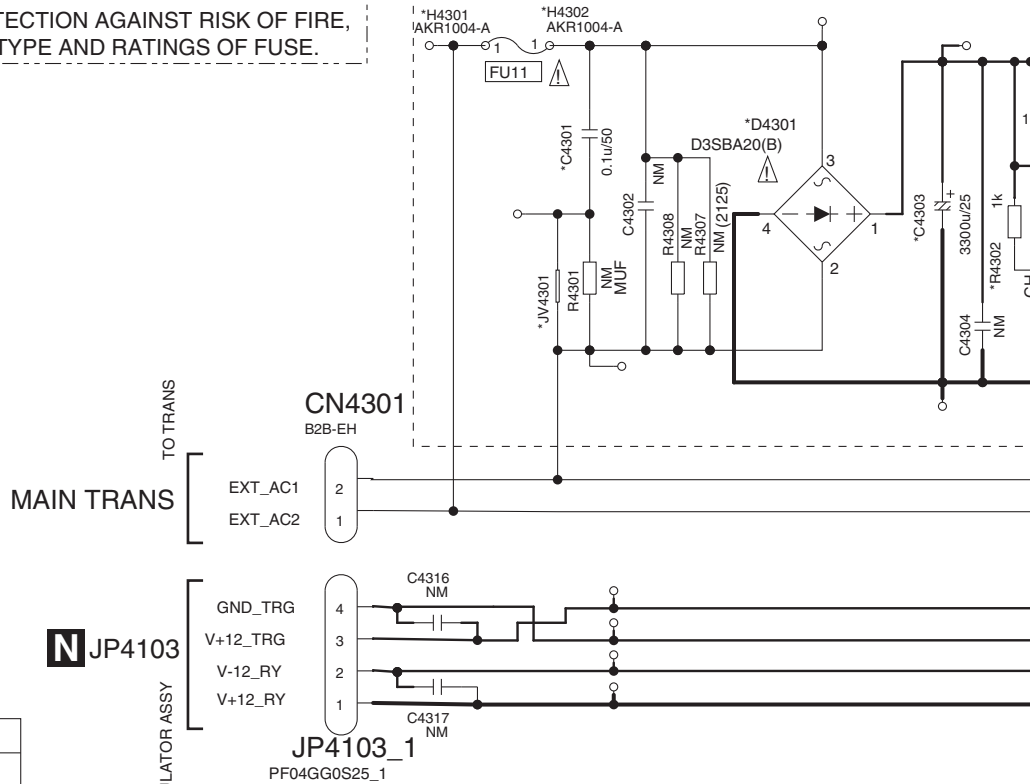 TECTION AGAINST RISK OF FIRE,
TYPE AND RATINGS OF FUSE.
*H4301
AKR1004-A
*H4302
AKR1004-A
1
1
FU11
*C4301
0.1u/50
NM
C4302
R4308
NM
R4307
NM (2125)
*JV4301
R4301
NM
MUF
*D4301
D3SBA20(B)
3
4
1
2
*C4303
+
3300u/25
1k
*R4302
C4304
NM
1
CN4301
B2B-EH
TO TRANS
MAIN TRANS
EXT_AC1
2
EXT_AC2
1
C4316
NM
GND_TRG
4
V+12_TRG
3
N JP4103
V-12_RY
2
V+12_RY
1
C4317
NM
ASSY
JP4103_1
PF04GG0S25_1